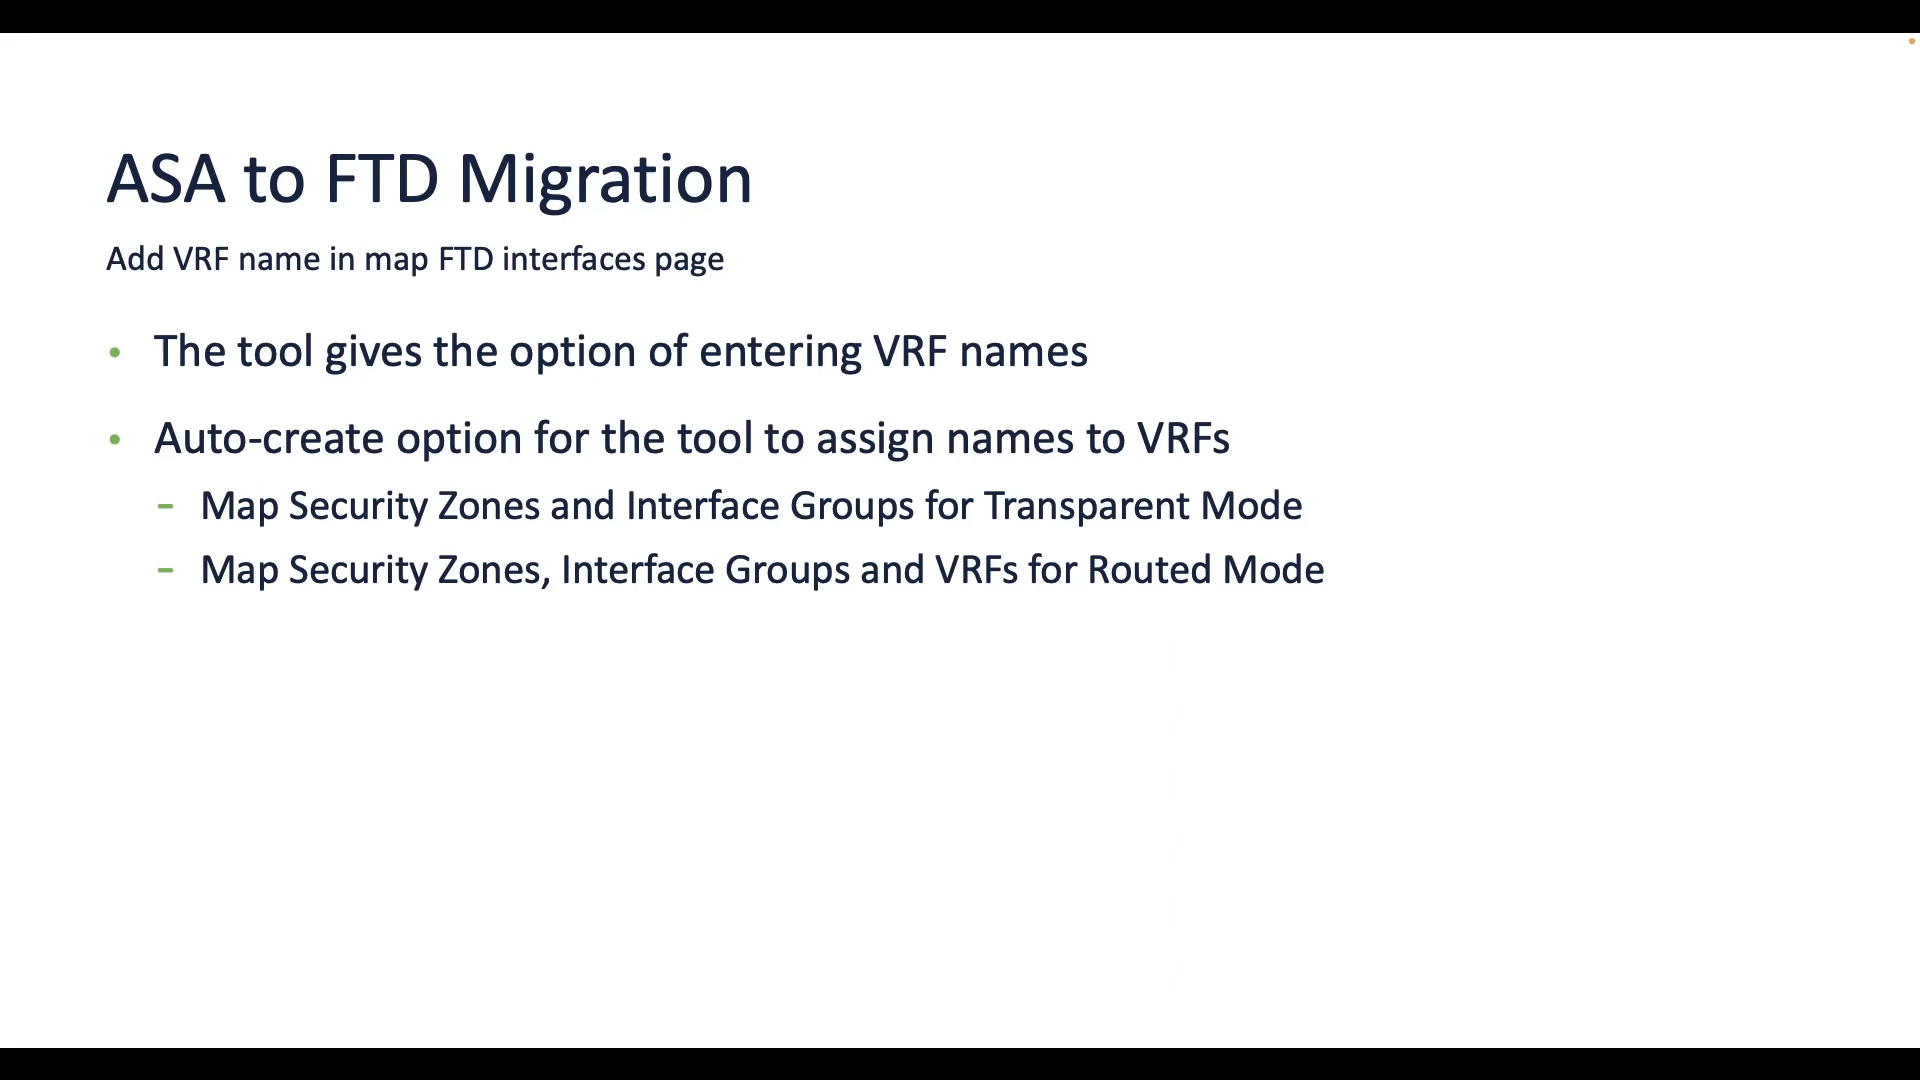 ASA to FTD Migration
Add VRF name in map FTD interfaces page
• The tool gives the option of entering VRF names
• Auto-create option for the tool to assign names to VRFs
– Map Security Zones and Interface Groups for Transparent Mode
– Map Security Zones, Interface Groups and VRFs for Routed Mode